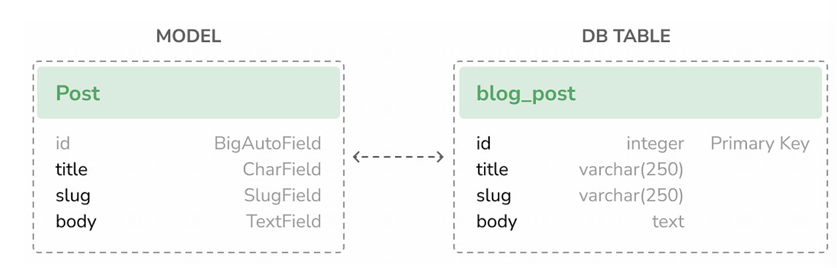 MODEL
Post
id BigAutoField
title CharField
slug SlugField
body TextField
DB TABLE
blog_post
id integer Primary Key
title varchar(250)
slug varchar(250)
body text